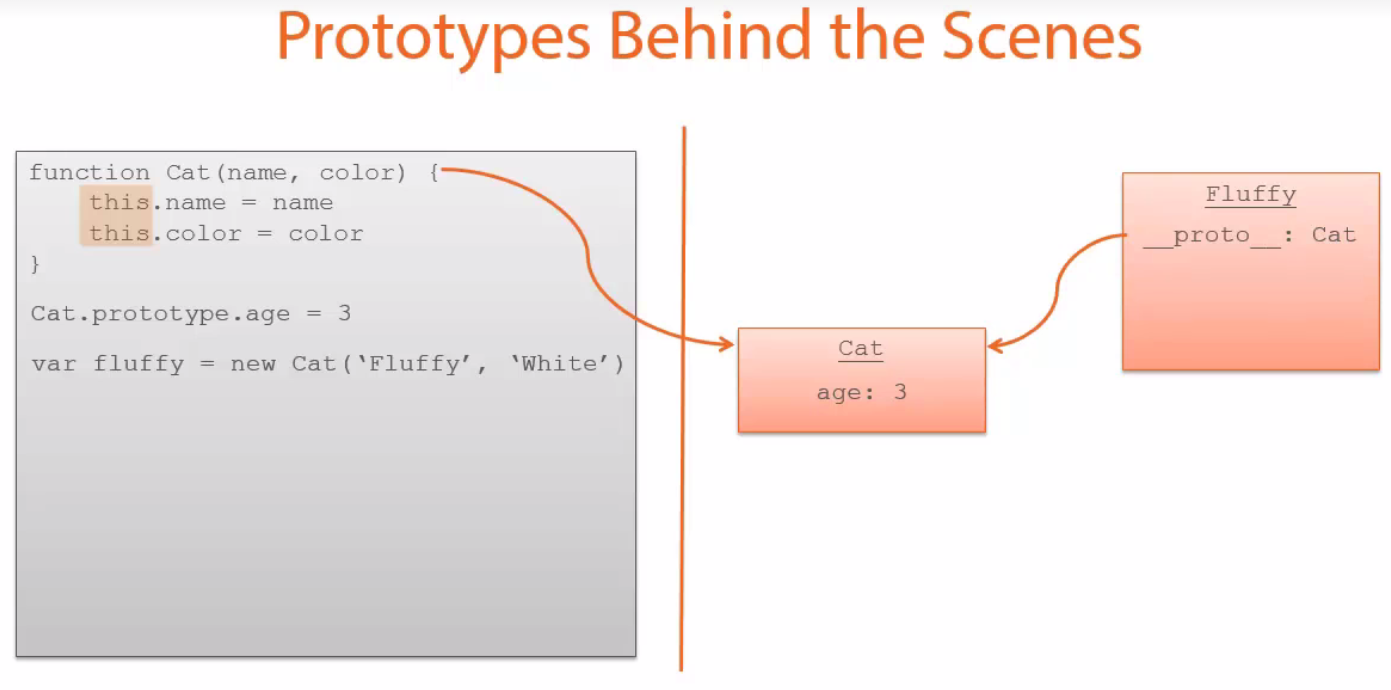 Prototypes Behind the Scenes
function Cat(name, color) {
    this.name = name
    this.color = color
}
Cat.prototype.age = 3
var fluffy = new Cat(‘Fluffy’, ‘White’)
Cat
age: 3
Fluffy
__proto__: Cat